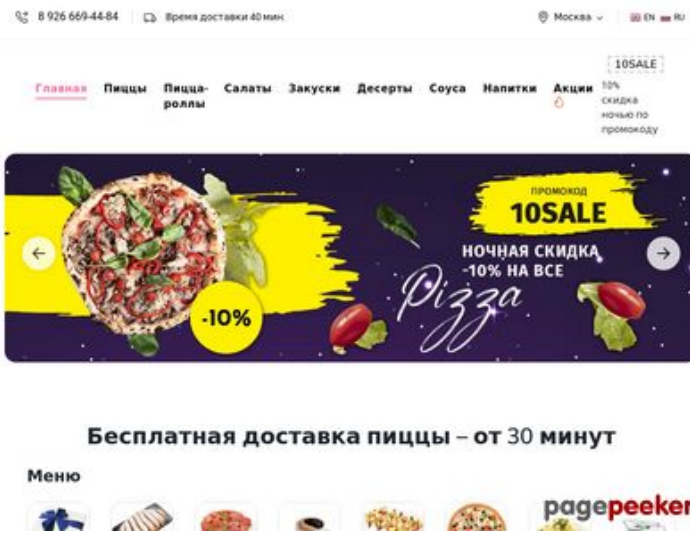 8 926 669-44-84 Время доставки 40 мин. Москва EN RU
10SALE
Главная Пиццы Пицца- Салаты Закуски Десерты Соуса Напитки Акции 10%
роллы скидка
ночью по
промокоду
ПРОМОКОД
10SALE
НОЧНАЯ СКИДКА
-10% НА ВСЕ
Pizza
-10%
Бесплатная доставка пиццы – от 30 минут
Меню
pagepeeker